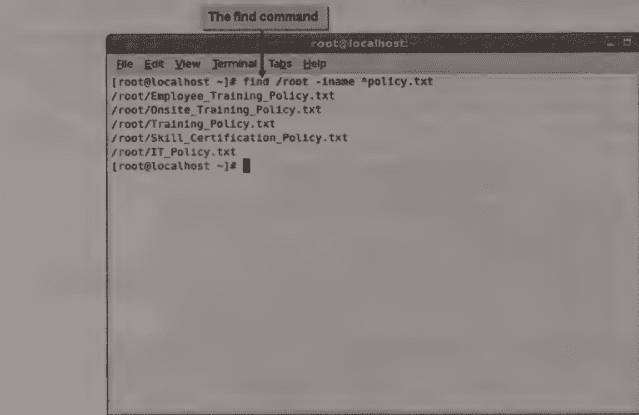 The find command
root@localhost:~
File Edit View Terminal Tabs Help
[root@localhost ~]# find /root -iname *policy.txt
/root/Employee_Training_Policy.txt
/root/Onsite_Training_Policy.txt
/root/Training_Policy.txt
/root/Skill_Certification_Policy.txt
/root/IT_Policy.txt
[root@localhost ~]#